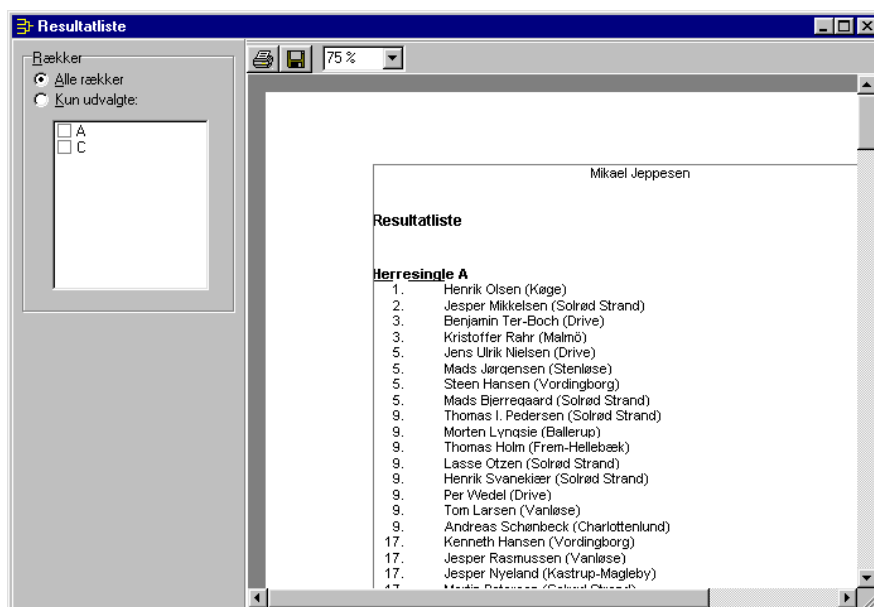 Resultatliste
Rækker
Alle rækker
Kun udvalgte:
A
C
75 %
Mikael Jeppesen
Resultatliste
Herresingle A
1. Henrik Olsen (Køge)
2. Jesper Mikkelsen (Solrød Strand)
3. Benjamin Ter-Boch (Drive)
3. Kristoffer Rahr (Malmö)
5. Jens Ulrik Nielsen (Drive)
5. Mads Jørgensen (Stenløse)
5. Steen Hansen (Vordingborg)
5. Mads Bjerregaard (Solrød Strand)
9. Thomas I. Pedersen (Solrød Strand)
9. Morten Lyngsie (Ballerup)
9. Thomas Holm (Frem-Hellebæk)
9. Lasse Otzen (Solrød Strand)
9. Henrik Svanekiær (Solrød Strand)
9. Per Wedel (Drive)
9. Tom Larsen (Vanløse)
9. Andreas Schønbeck (Charlottenlund)
17. Kenneth Hansen (Vordingborg)
17. Jesper Rasmussen (Vanløse)
17. Jesper Nyeland (Kastrup-Magleby)
17.